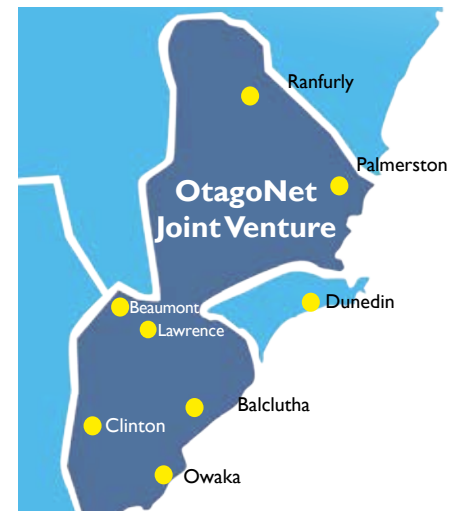 Ranfurly
Palmerston
OtagoNet
Joint Venture
Dunedin
Beaumont
Lawrence
Balclutha
Clinton
Owaka